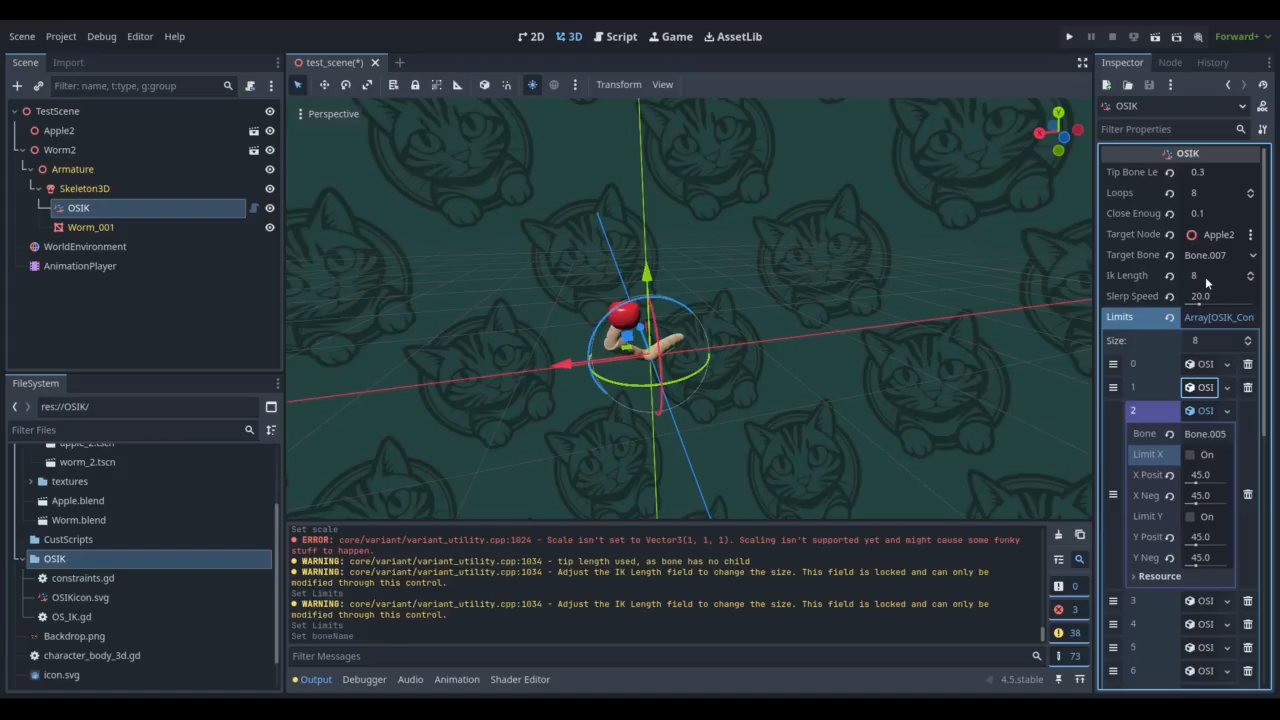 Scene Project Debug Editor Help
2D 3D Script Game AssetLib
Forward+
Scene Import
Filter: name, t:type, g:group
TestScene
Apple2
Worm2
Armature
Skeleton3D
OSIK
Worm_001
WorldEnvironment
AnimationPlayer
FileSystem
res://OSIK/
Filter Files
apple_2.tscn
worm_2.tscn
textures
Apple.blend
Worm.blend
CustScripts
OSIK
constraints.gd
OSIKicon.svg
OS_IK.gd
Backdrop.png
character_body_3d.gd
icon.svg
test_scene(*)
Transform View
Perspective
Set scale
ERROR: core/variant/variant_utility.cpp:1024 - Scale isn't set to Vector3(1, 1, 1). Scaling isn't supported yet and might cause some funky
stuff to happen.
WARNING: core/variant/variant_utility.cpp:1034 - tip length used, as bone has no child
WARNING: core/variant/variant_utility.cpp:1034 - Adjust the IK Length field to change the size. This field is locked and can only be
modified through this control.
Set Limits
WARNING: core/variant/variant_utility.cpp:1034 - Adjust the IK Length field to change the size. This field is locked and can only be
modified through this control.
Set Limits
Set boneName
0
3
38
73
Filter Messages
Output Debugger Audio Animation Shader Editor
4.5.stable
Inspector Node History
OSIK
Filter Properties
OSIK
Tip Bone Le 0.3
Loops 8
Close Enoug 0.1
Target Node Apple2
Target Bone Bone.007
Ik Length 8
Slerp Speed 20.0
Limits Array[OSIK_Con
Size: 8
0 OSI
1 OSI
2 OSI
Bone Bone.005
Limit X On
X Posit 45.0
X Neg 45.0
Limit Y On
Y Posit 45.0
Y Neg 45.0
Resource
3 OSI
4 OSI
5 OSI
6 OSI